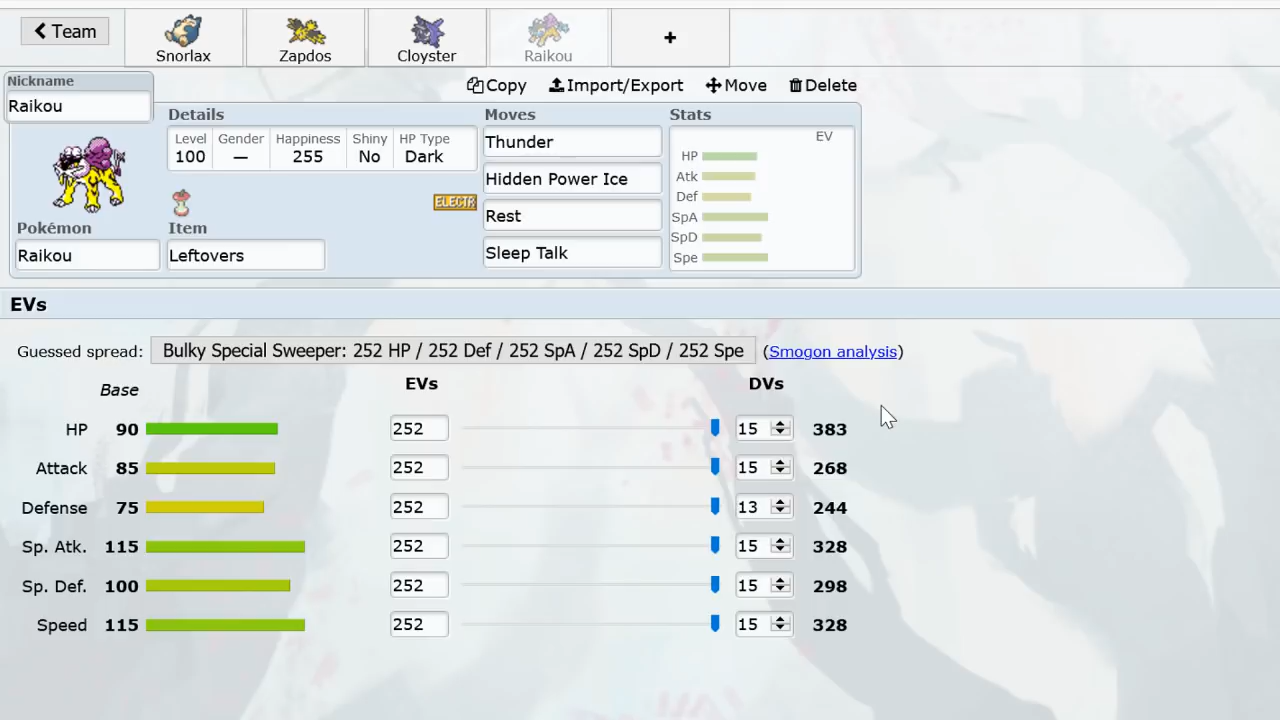 Team
Snorlax
Zapdos
Cloyster
Raikou
+
Nickname
Raikou
Copy
Import/Export
Move
Delete
Details
Level
100
Gender
—
Happiness
255
Shiny
No
HP Type
Dark
ELECTR
Pokémon
Raikou
Item
Leftovers
Moves
Thunder
Hidden Power Ice
Rest
Sleep Talk
Stats
EV
HP
Atk
Def
SpA
SpD
Spe
EVs
Guessed spread: Bulky Special Sweeper: 252 HP / 252 Def / 252 SpA / 252 SpD / 252 Spe (Smogon analysis)
Base EVs DVs
HP 90 252 15 383
Attack 85 252 15 268
Defense 75 252 13 244
Sp. Atk. 115 252 15 328
Sp. Def. 100 252 15 298
Speed 115 252 15 328